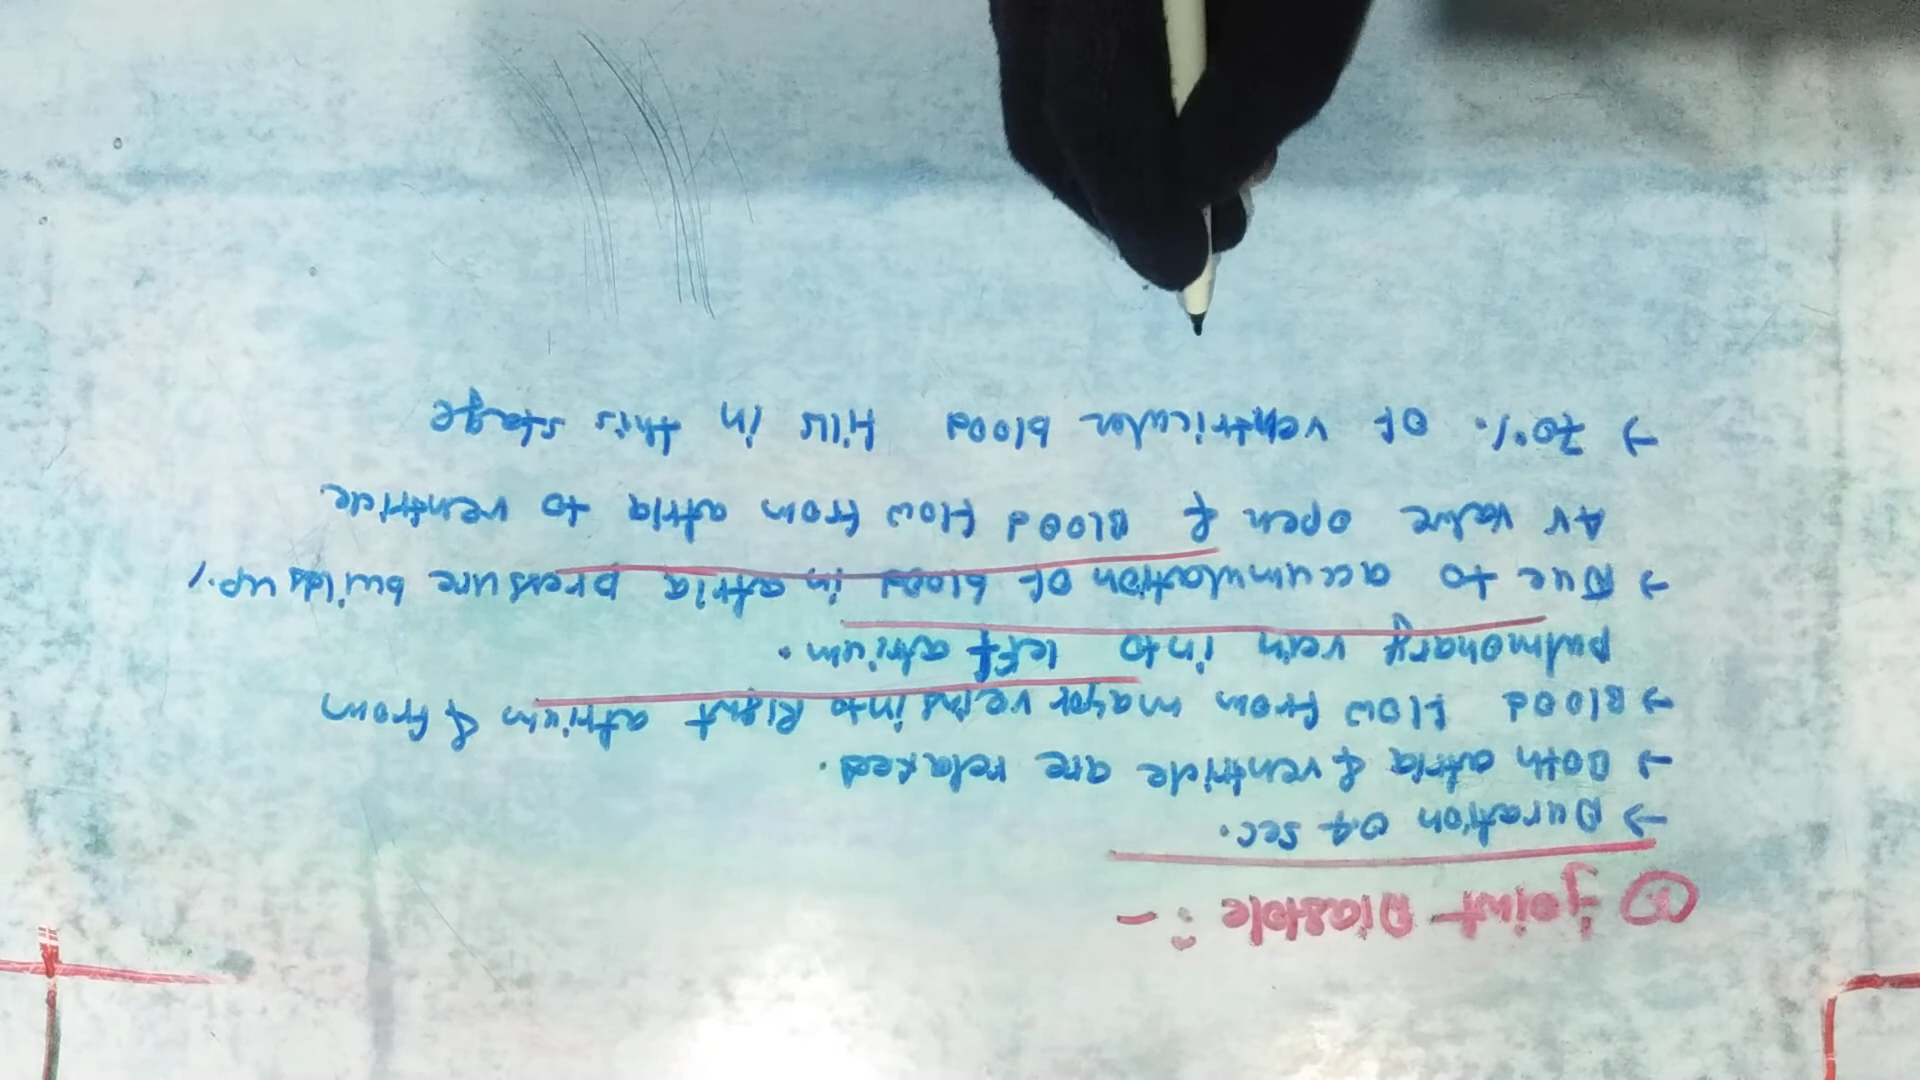 ① Joint Diastole :-
→ Duration 0.4 sec.
→ Both atria & ventricle are relaxed.
→ Blood flow from major veins into Right atrium & from
pulmonary vein into left atrium.
→ Due to accumulation of blood in atria pressure builds up,
AV valve open & Blood flow from atria to ventricle
→ 70% of ventricular blood fills in this stage